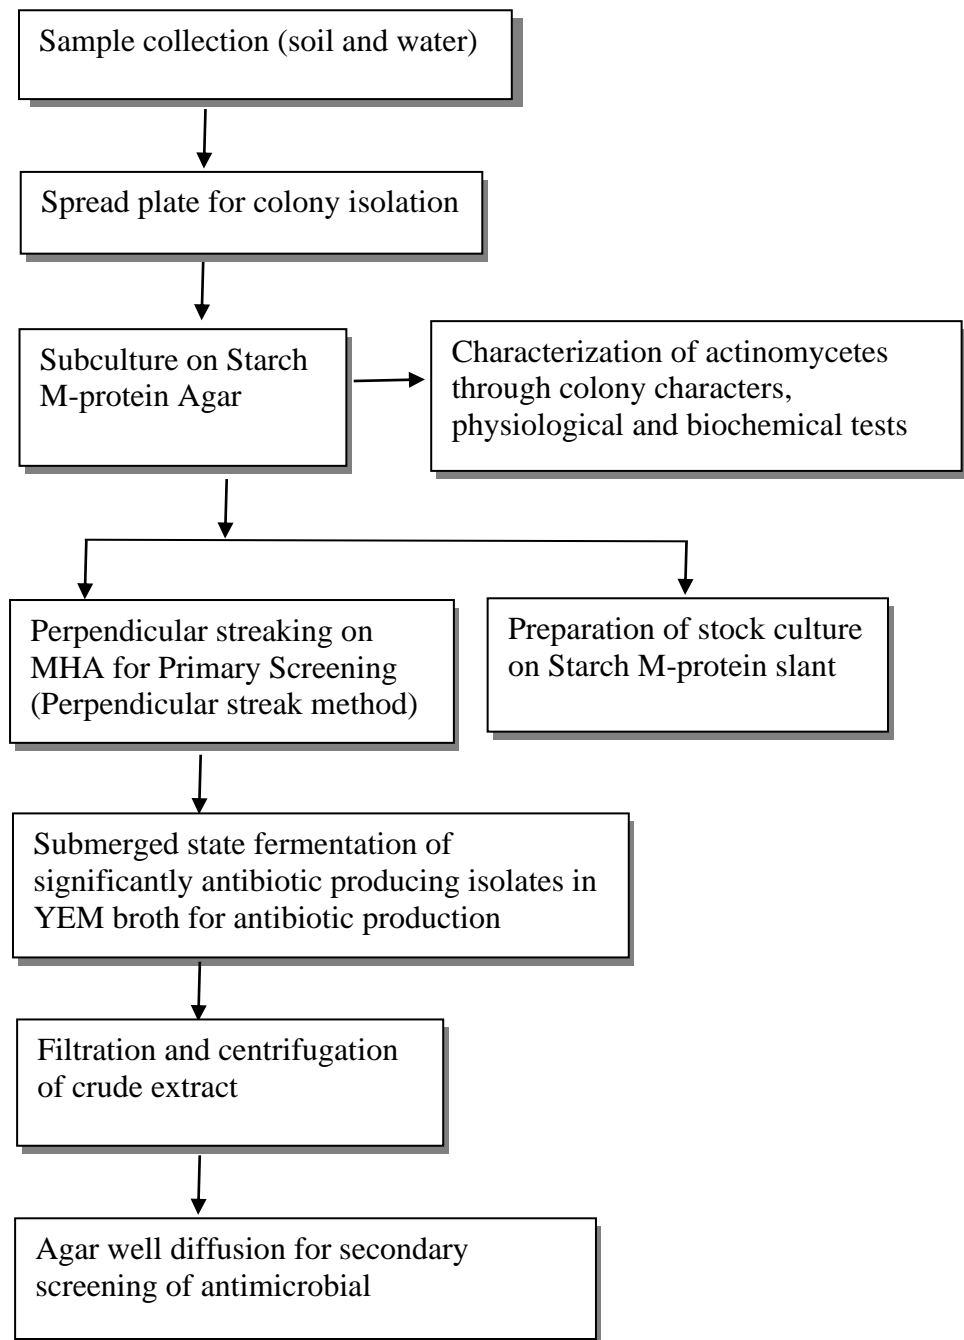 Sample collection (soil and water)
Spread plate for colony isolation
Subculture on Starch
M-protein Agar
Characterization of actinomycetes
through colony characters,
physiological and biochemical tests
Perpendicular streaking on
MHA for Primary Screening
(Perpendicular streak method)
Preparation of stock culture
on Starch M-protein slant
Submerged state fermentation of
significantly antibiotic producing isolates in
YEM broth for antibiotic production
Filtration and centrifugation
of crude extract
Agar well diffusion for secondary
screening of antimicrobial